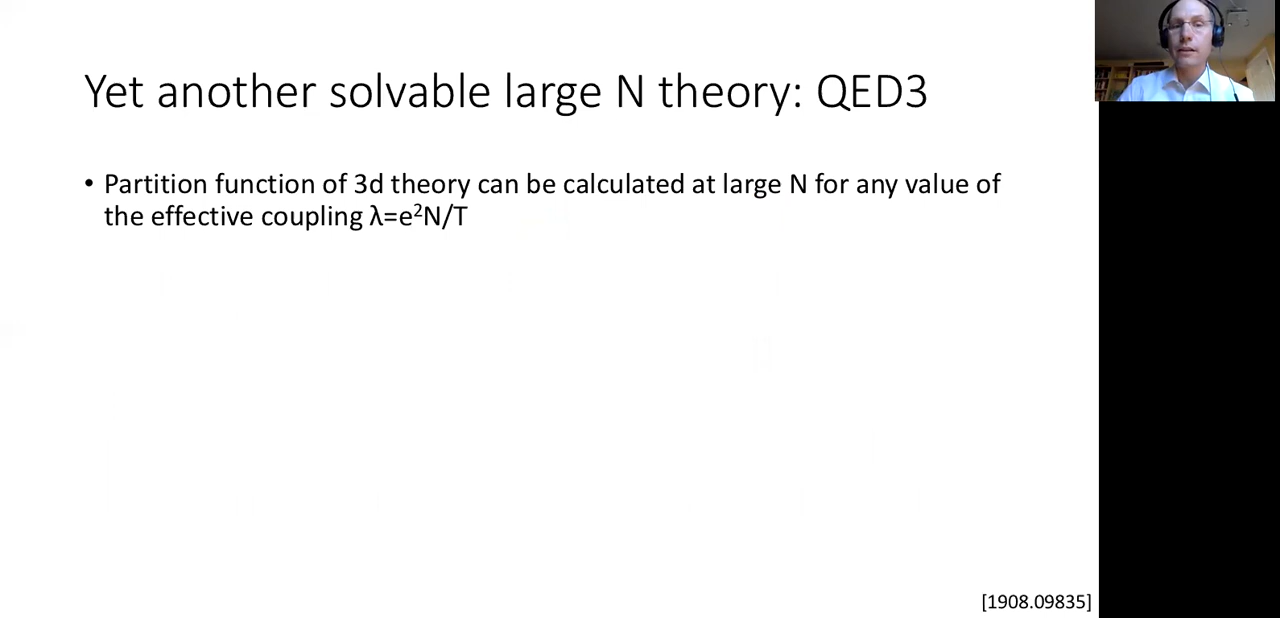 Yet another solvable large N theory: QED3
• Partition function of 3d theory can be calculated at large N for any value of
the effective coupling λ=e²N/T
[1908.09835]